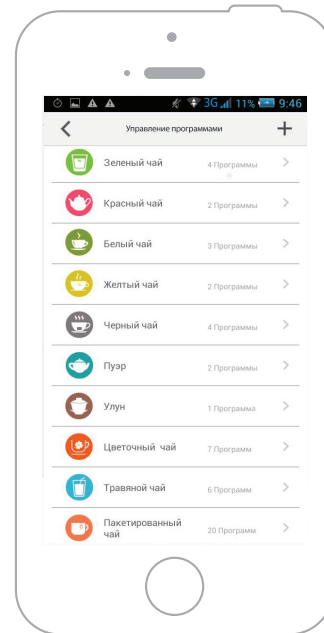 3G 11% 9:46
Управление программами
Зеленый чай 4 Программы
Красный чай 2 Программы
Белый чай 3 Программы
Желтый чай 2 Программы
Черный чай 4 Программы
Пуэр 2 Программы
Улун 1 Программа
Цветочный чай 7 Программ
Травяной чай 6 Программ
Пакетированный
чай 20 Программ